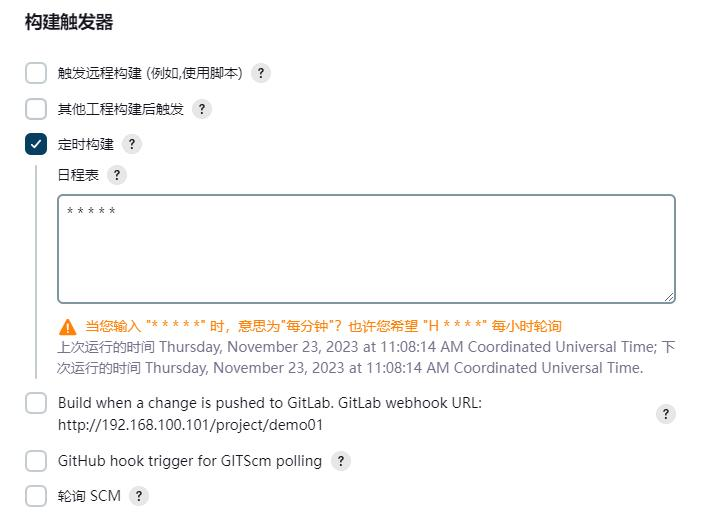 构建触发器
触发远程构建 (例如,使用脚本) ?
其他工程构建后触发 ?
定时构建 ?
日程表 ?
* * * * *
当您输入 "* * * * *" 时，意思为"每分钟"？也许您希望 "H * * * *" 每小时轮询
上次运行的时间 Thursday, November 23, 2023 at 11:08:14 AM Coordinated Universal Time; 下
次运行的时间 Thursday, November 23, 2023 at 11:08:14 AM Coordinated Universal Time.
Build when a change is pushed to GitLab. GitLab webhook URL:
http://192.168.100.101/project/demo01 ?
GitHub hook trigger for GITScm polling ?
轮询 SCM ?